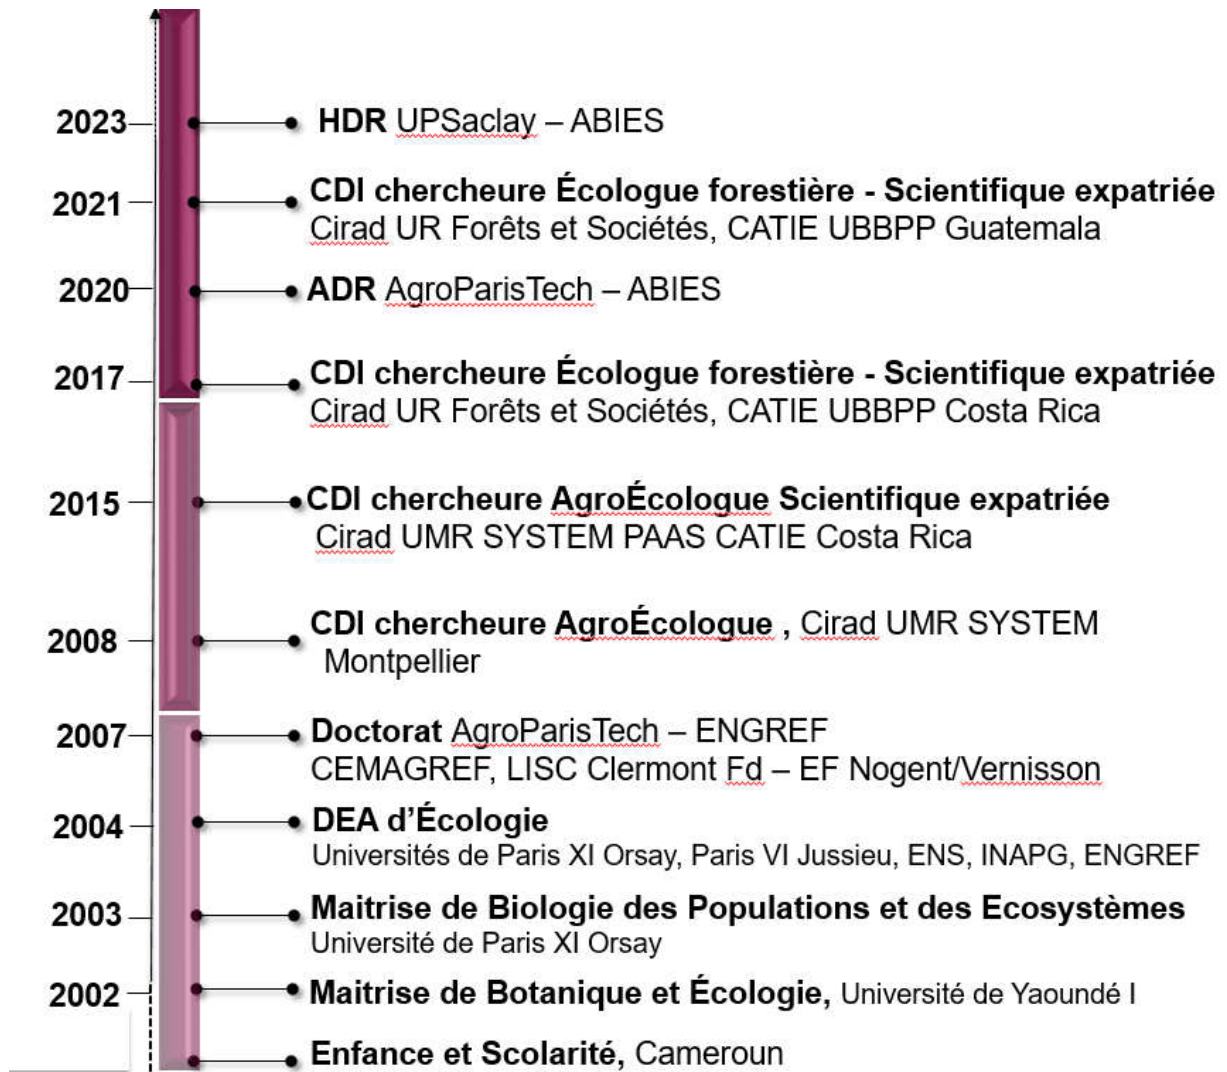 2023 HDR UPSaclay – ABIES
2021 CDI chercheure Écologue forestière - Scientifique expatriée
Cirad UR Forêts et Sociétés, CATIE UBBPP Guatemala
2020 ADR AgroParisTech – ABIES
2017 CDI chercheure Écologue forestière - Scientifique expatriée
Cirad UR Forêts et Sociétés, CATIE UBBPP Costa Rica
2015 CDI chercheure AgroÉcologue Scientifique expatriée
Cirad UMR SYSTEM PAAS CATIE Costa Rica
2008 CDI chercheure AgroÉcologue , Cirad UMR SYSTEM
Montpellier
2007 Doctorat AgroParisTech – ENGREF
CEMAGREF, LISC Clermont Fd – EF Nogent/Vernisson
2004 DEA d’Écologie
Universités de Paris XI Orsay, Paris VI Jussieu, ENS, INAPG, ENGREF
2003 Maitrise de Biologie des Populations et des Ecosystèmes
Université de Paris XI Orsay
2002 Maitrise de Botanique et Écologie, Université de Yaoundé I
Enfance et Scolarité, Cameroun